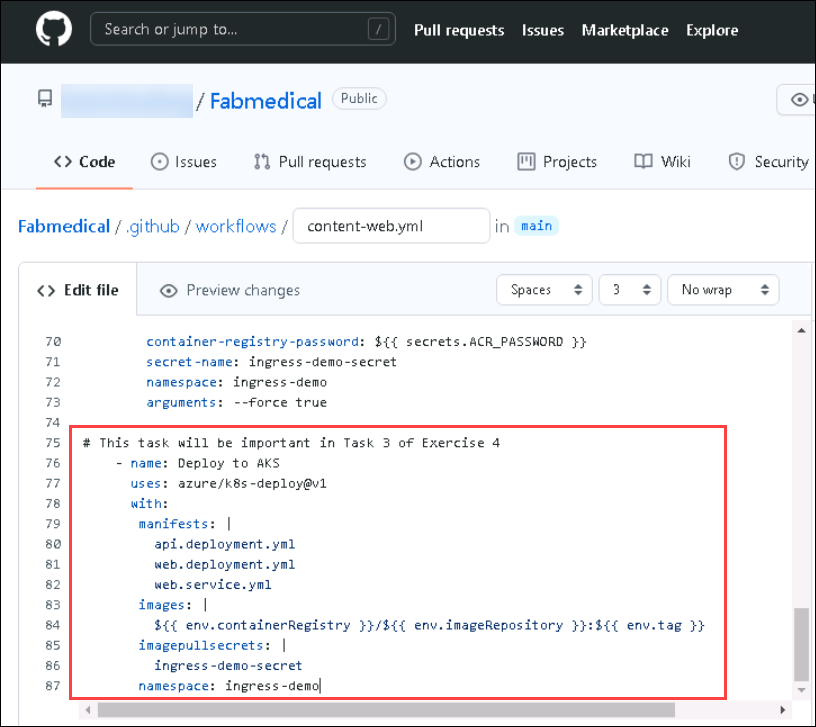 Search or jump to... /
Pull requests Issues Marketplace Explore
/ Fabmedical Public
<> Code Issues Pull requests Actions Projects Wiki Security
Fabmedical / .github / workflows / content-web.yml in main
<> Edit file Preview changes Spaces 3 No wrap
70 container-registry-password: ${{ secrets.ACR_PASSWORD }}
71 secret-name: ingress-demo-secret
72 namespace: ingress-demo
73 arguments: --force true
74
75 # This task will be important in Task 3 of Exercise 4
76 - name: Deploy to AKS
77 uses: azure/k8s-deploy@v1
78 with:
79 manifests: |
80 api.deployment.yml
81 web.deployment.yml
82 web.service.yml
83 images: |
84 ${{ env.containerRegistry }}/${{ env.imageRepository }}:${{ env.tag }}
85 imagepullsecrets: |
86 ingress-demo-secret
87 namespace: ingress-demo